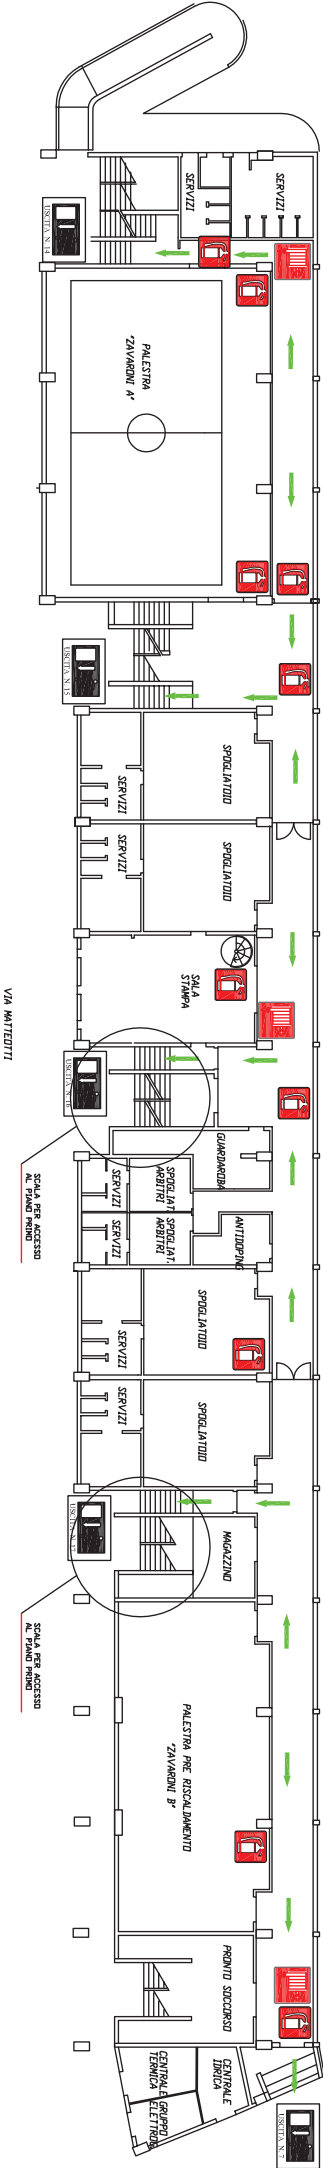 SERVIZI
SERVIZI
USCITA N. 14
PALESTRA
"ZAVARONI A"
USCITA N. 15
SPOGLIATOIO
SERVIZI
SPOGLIATOIO
SERVIZI
SALA
STAMPA
VIA MATTEOTTI
USCITA N. 16
SCALA PER ACCESSO
AL PIANO PRIMO
GUARDAROBA
SPOGLIAT.
ARBITRI
SERVIZI
SPOGLIAT.
ARBITRI
SERVIZI
ANTIDOPING
SPOGLIATOIO
SERVIZI
SPOGLIATOIO
SERVIZI
USCITA N. 17
SCALA PER ACCESSO
AL PIANO PRIMO
MAGAZZINO
PALESTRA PRE RISCALDAMENTO
"ZAVARONI B"
PRONTO SOCCORSO
CENTRALE
IDRICA
CENTRALE
TERMICA
GRUPPO
ELETTROG.
USCITA N. 7